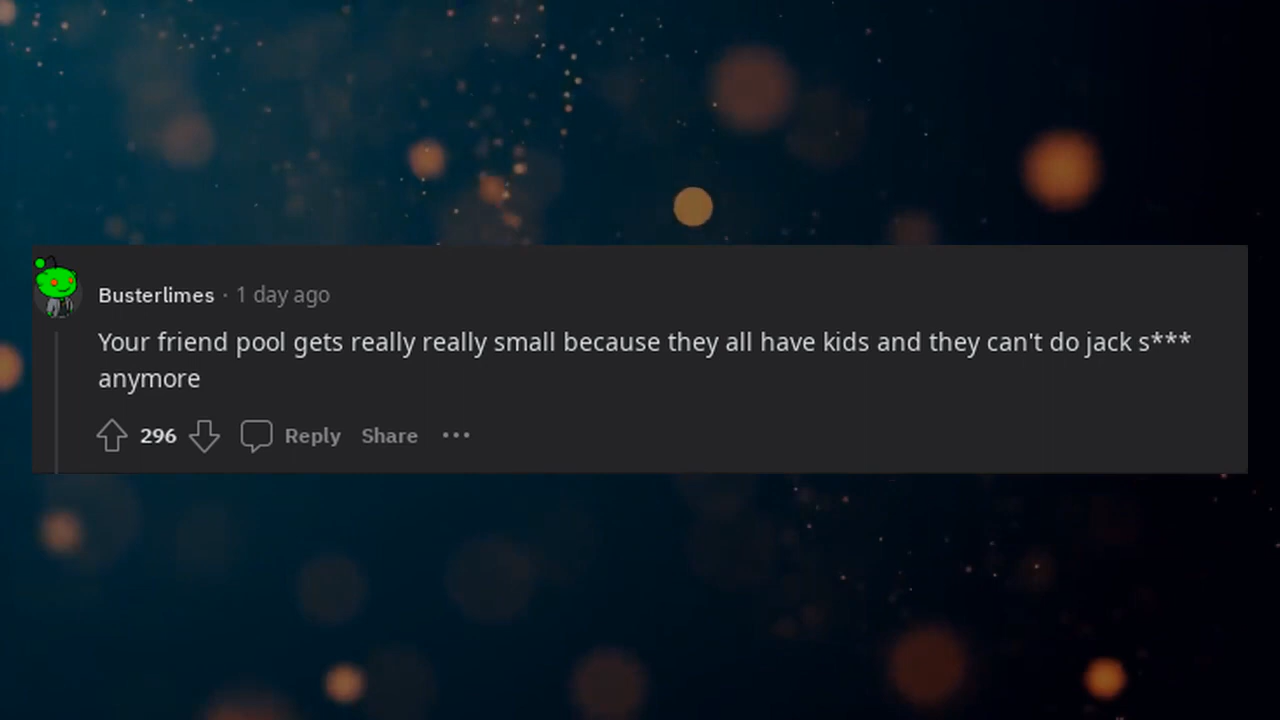 Busterlimes · 1 day ago
Your friend pool gets really really small because they all have kids and they can't do jack s***
anymore
296 Reply Share ···